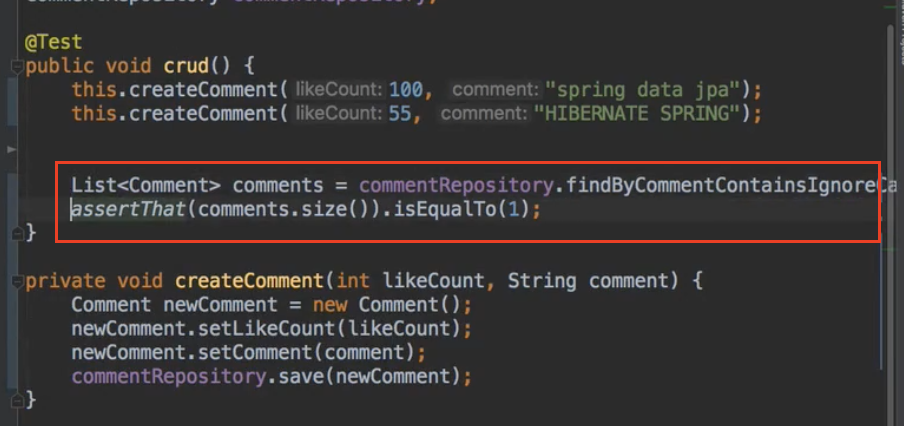 @Test
public void crud() {
this.createComment( likeCount: 100, comment: "spring data jpa");
this.createComment( likeCount: 55, comment: "HIBERNATE SPRING");
List<Comment> comments = commentRepository.findByCommentContainsIgnoreCa
assertThat(comments.size()).isEqualTo(1);
}
private void createComment(int likeCount, String comment) {
Comment newComment = new Comment();
newComment.setLikeCount(likeCount);
newComment.setComment(comment);
commentRepository.save(newComment);
}